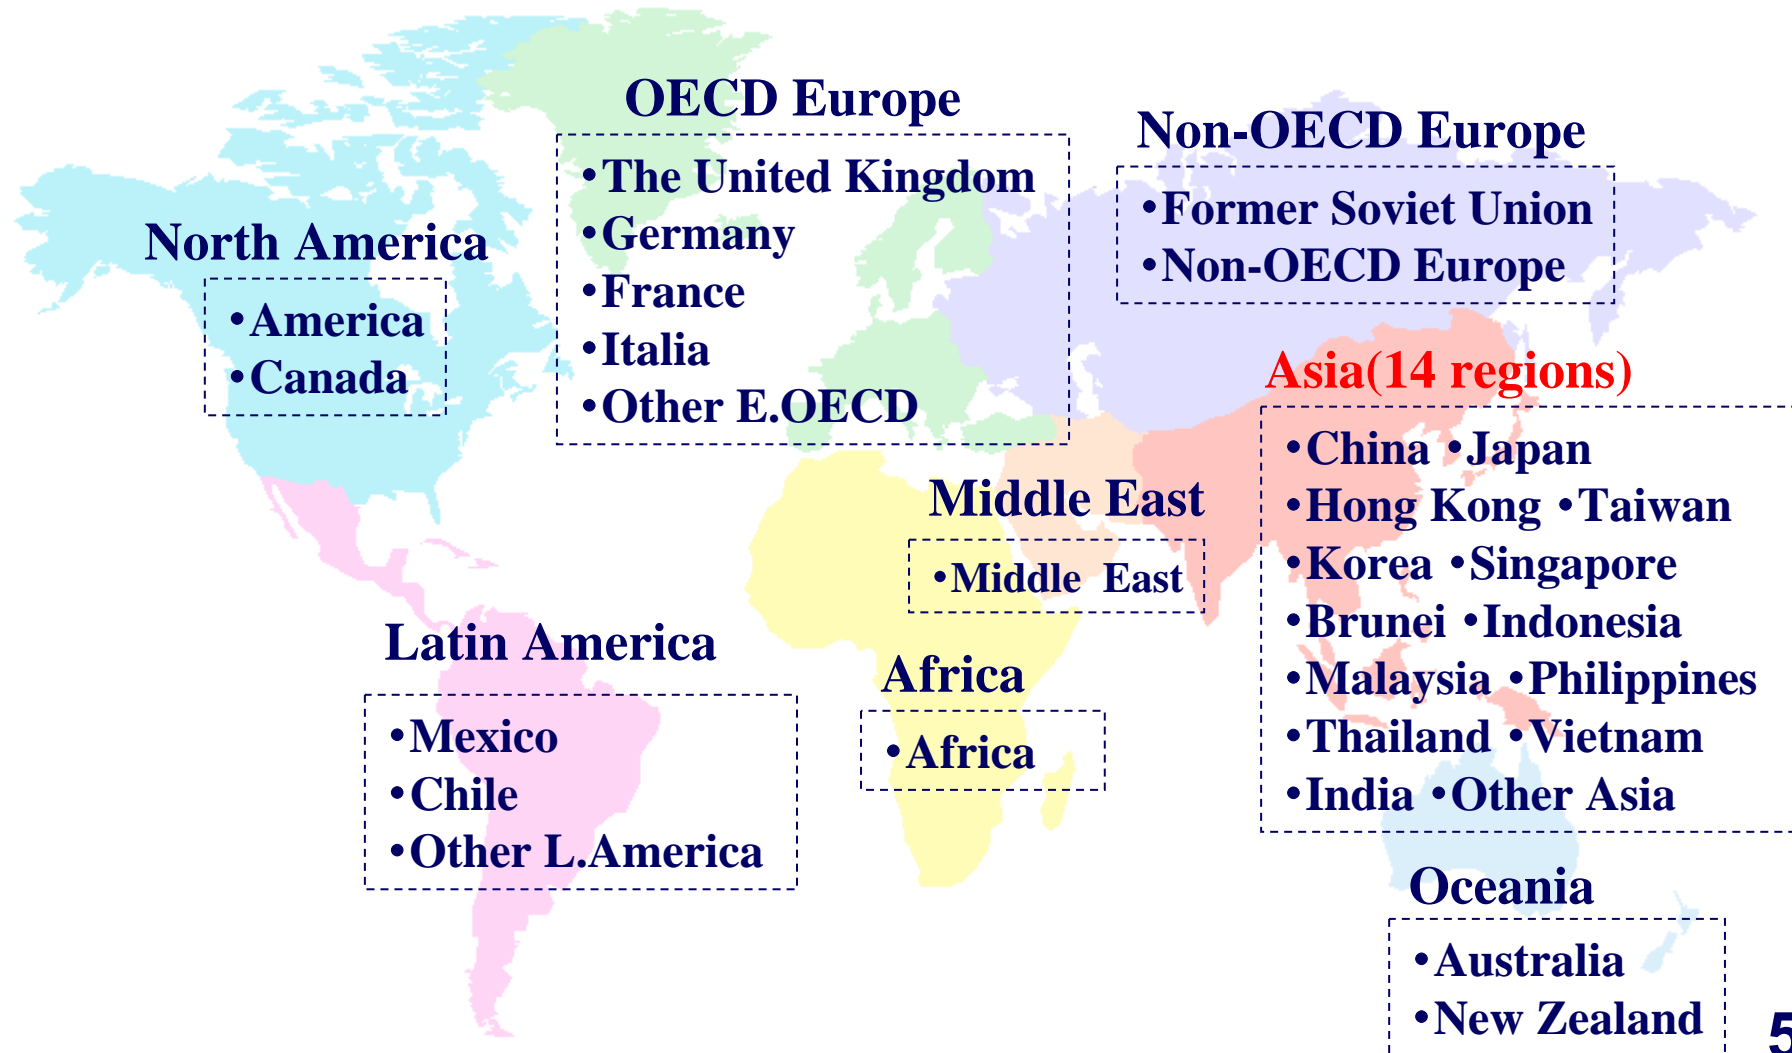 OECD Europe
•The United Kingdom
•Germany
•France
•Italia
•Other E.OECD
Non-OECD Europe
•Former Soviet Union
•Non-OECD Europe
North America
•America
•Canada
Asia(14 regions)
•China •Japan
•Hong Kong •Taiwan
•Korea •Singapore
•Brunei •Indonesia
•Malaysia •Philippines
•Thailand •Vietnam
•India •Other Asia
Middle East
•Middle East
Latin America
•Mexico
•Chile
•Other L.America
Africa
•Africa
Oceania
•Australia
•New Zealand
5